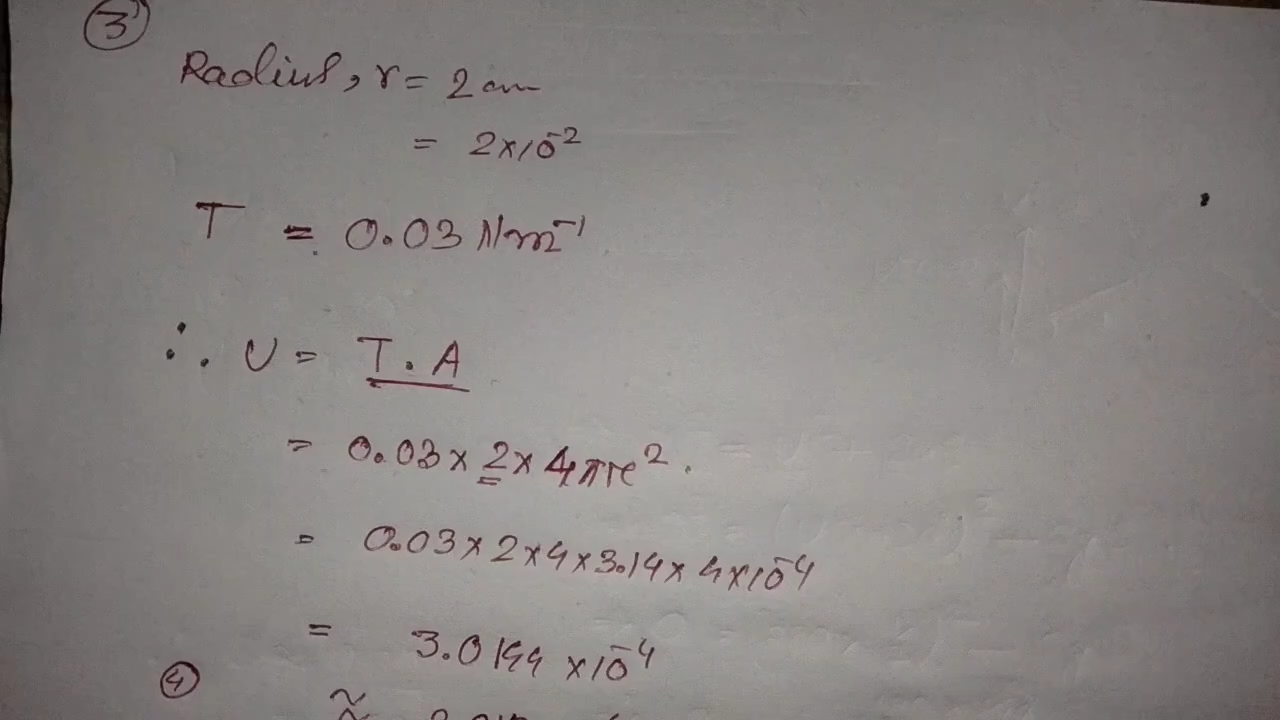 ③
Radius, r = 2 cm
= 2×10⁻²
T = 0.03 Nm⁻¹
∴ U = T . A
= 0.03 × 2 × 4πr².
= 0.03 × 2 × 4 × 3.14 × 4×10⁻⁴
= 3.0144 ×10⁻⁴
④
≈